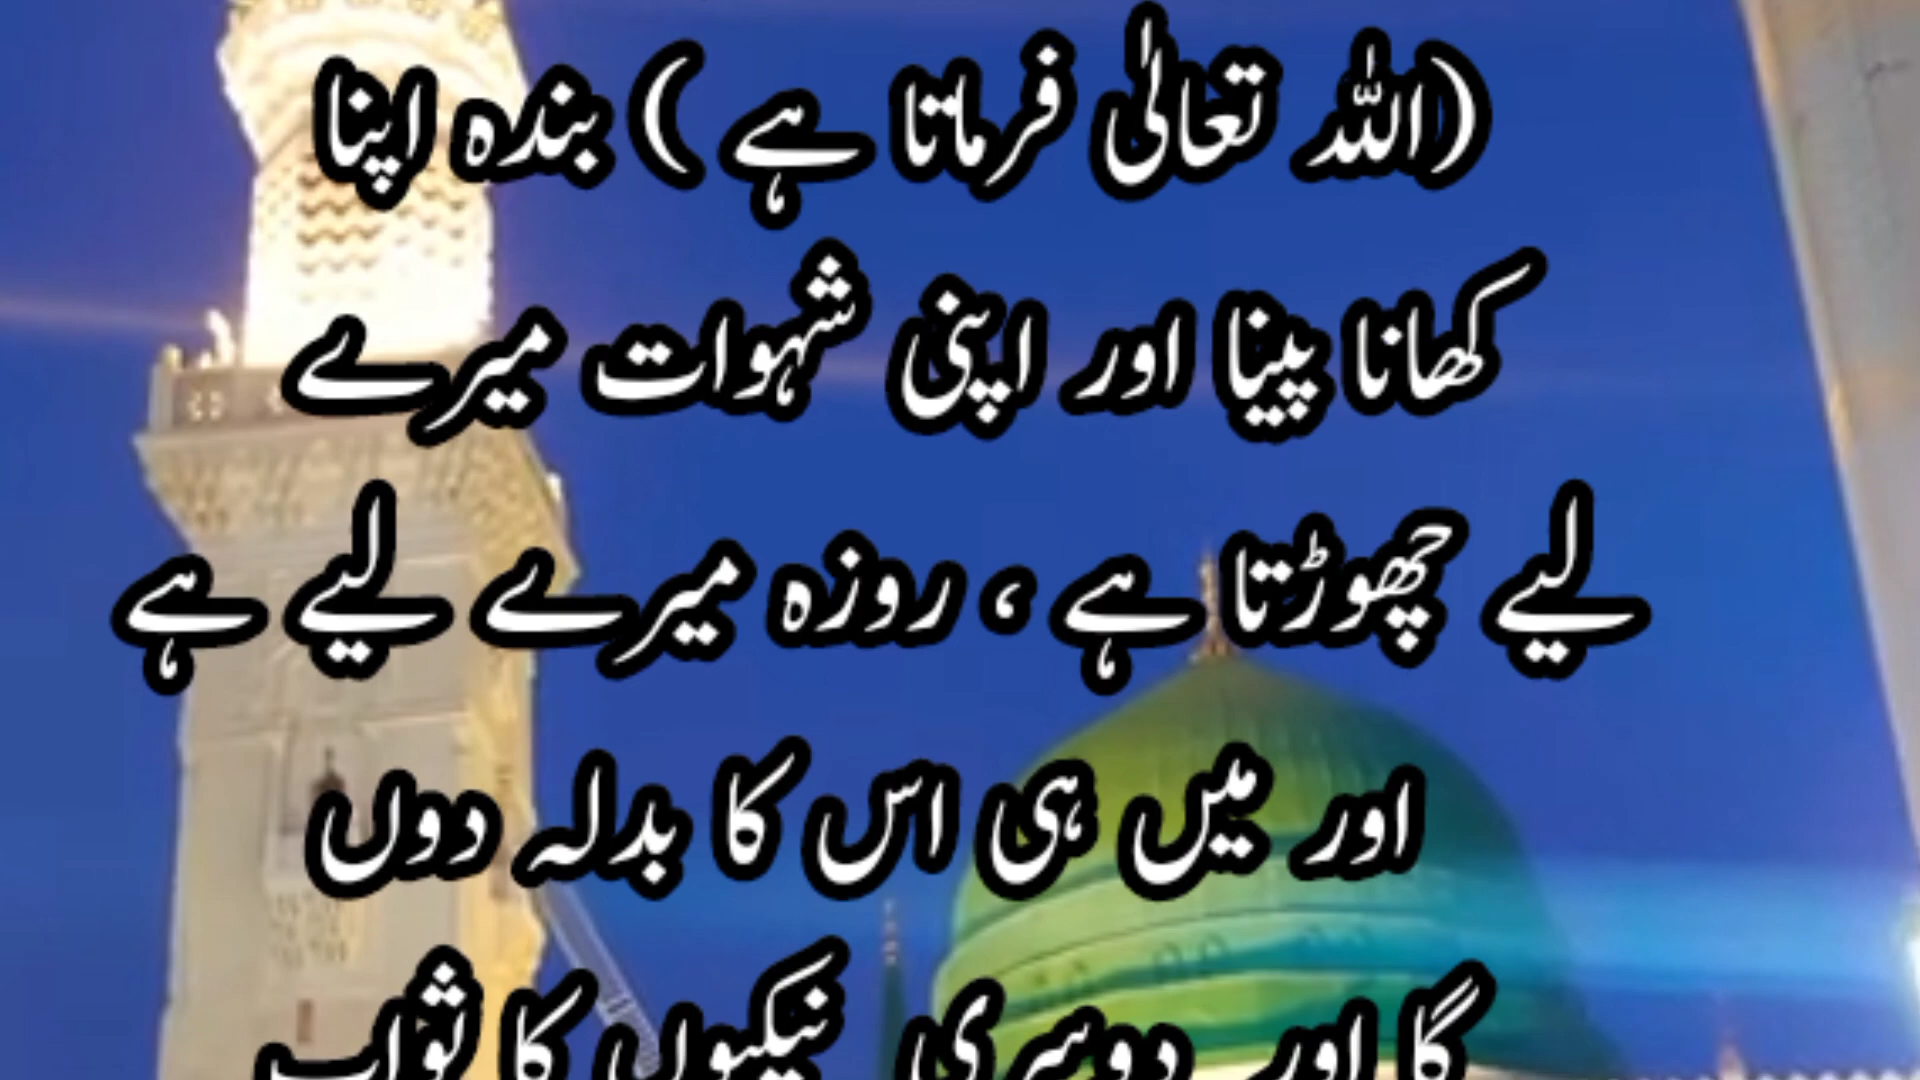 (اللہ تعالیٰ فرماتا ہے ) بندہ اپنا
کھانا پینا اور اپنی شہوات میرے
لیے چھوڑتا ہے ، روزہ میرے لیے ہے
اور میں ہی اس کا بدلہ دوں
گا اور دوسری نیکیوں کا ثواب